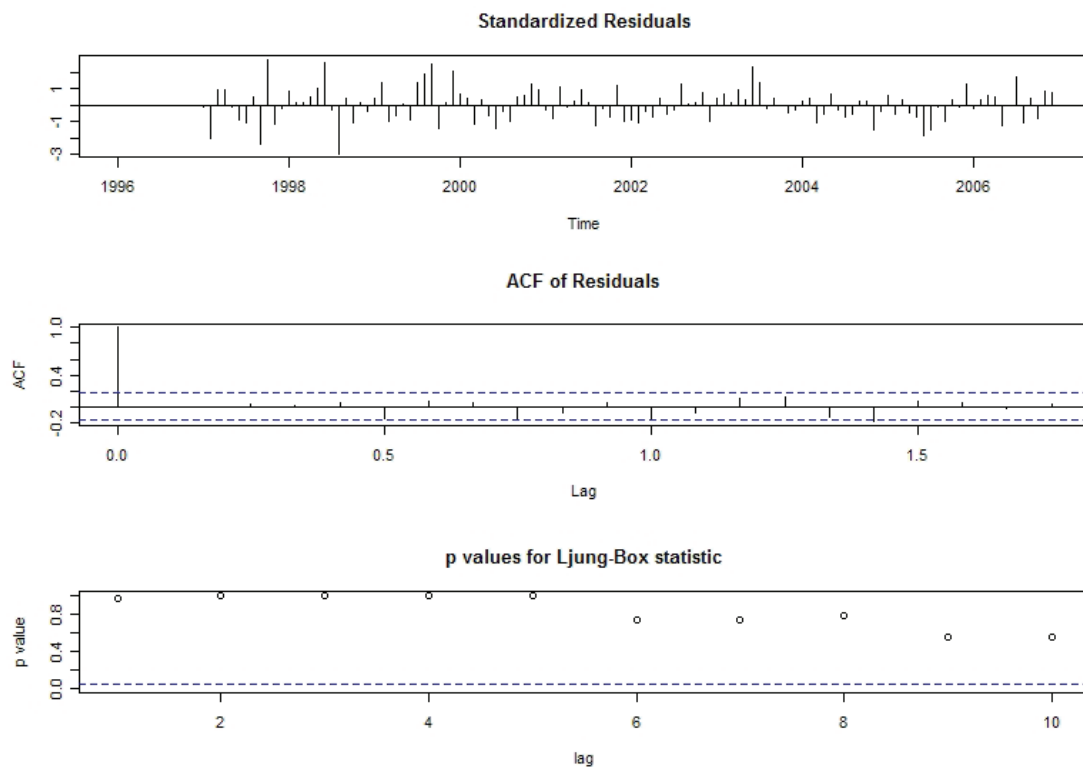 Standardized Residuals
1
-1
-3
1996 1998 2000 2002 2004 2006
Time
ACF of Residuals
ACF
1.0
0.4
-0.2
0.0 0.5 1.0 1.5
Lag
p values for Ljung-Box statistic
p value
0.8
0.4
0.0
2 4 6 8 10
lag